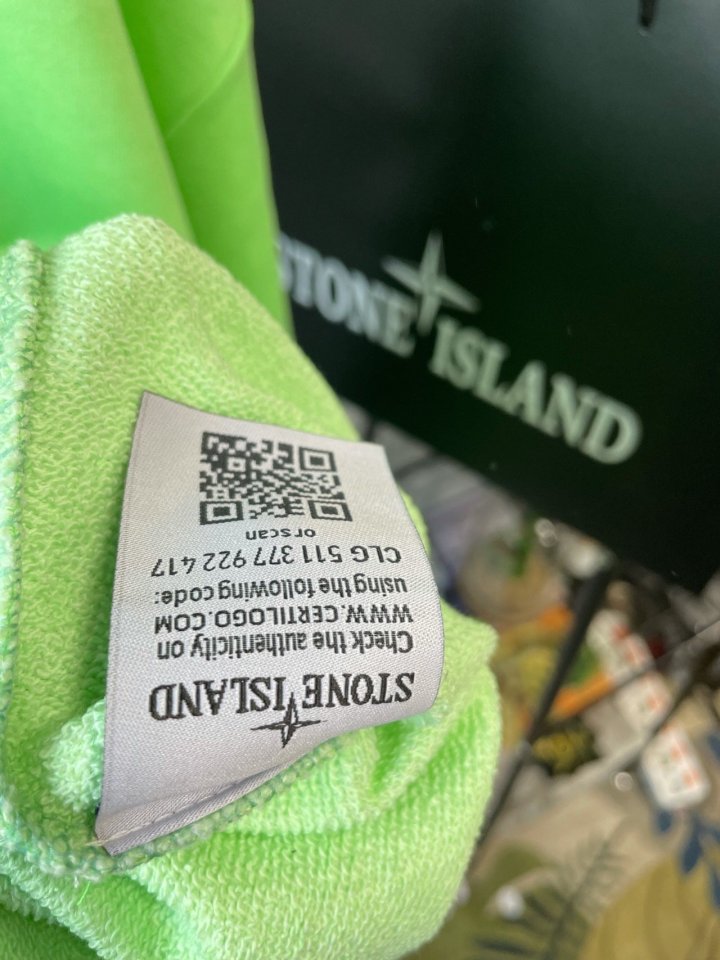 STONE ISLAND
STONE ISLAND
Check the authenticity on
WWW.CERTILOGO.COM
using the following code:
CLG 511 377 922 417
or scan